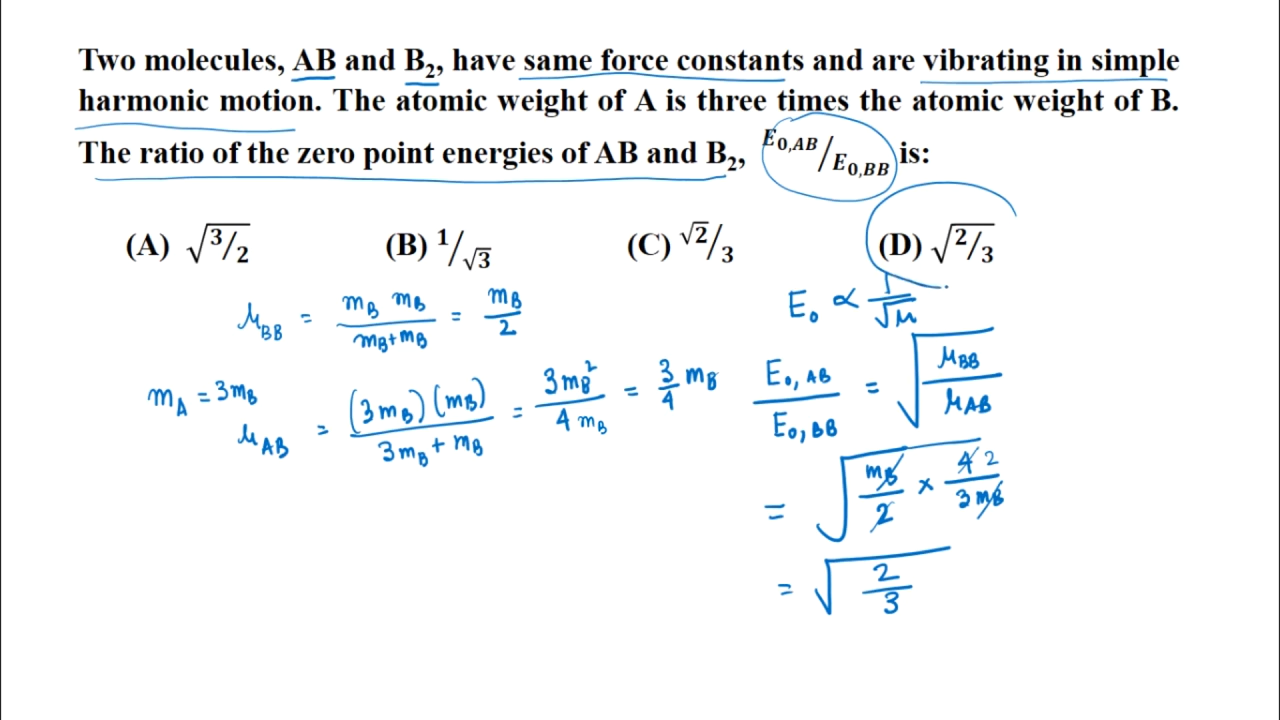 Two molecules, AB and B₂, have same force constants and are vibrating in simple
harmonic motion. The atomic weight of A is three times the atomic weight of B.
The ratio of the zero point energies of AB and B₂, E₀,AB/E₀,BB is:
(A) √3/2 (B) 1/√3 (C) √2/3 (D) √2/3
μBB = mB mB / mB+mB = mB/2
E₀ ∝ 1/√μ
mA = 3mB
μAB = (3mB)(mB) / 3mB + mB = 3mB² / 4mB = 3/4 mB
E₀,AB / E₀,BB = √μBB/μAB
= √mB/2 × 4 2/3mB
= √2/3